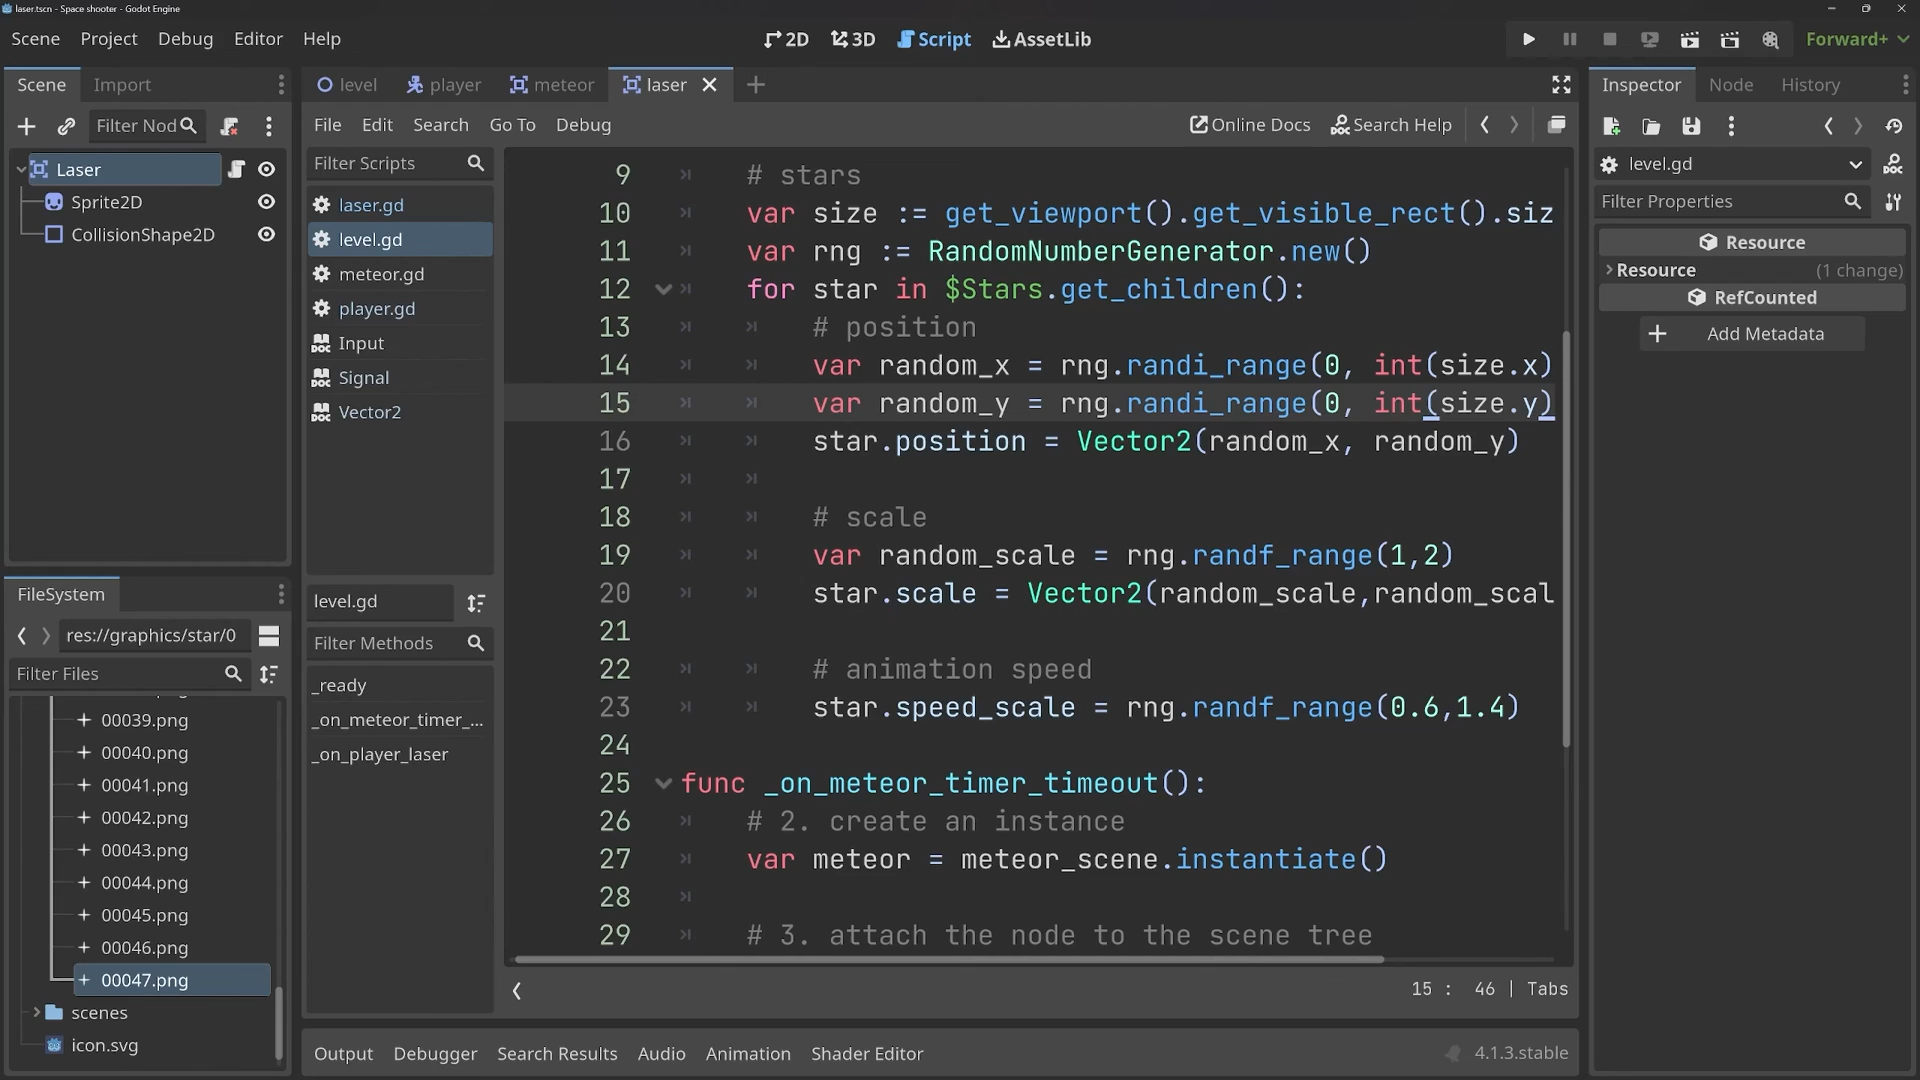 laser.tscn - Space shooter - Godot Engine
Scene Project Debug Editor Help
2D 3D Script AssetLib
Forward+
Scene Import
level player meteor laser
Inspector Node History
Filter Nod
File Edit Search Go To Debug
Online Docs Search Help
Laser
Sprite2D
CollisionShape2D
Filter Scripts
laser.gd
level.gd
meteor.gd
player.gd
DOC Input
DOC Signal
DOC Vector2
level.gd
Filter Methods
_ready
_on_meteor_timer_...
_on_player_laser
9 # stars
10 var size := get_viewport().get_visible_rect().siz
11 var rng := RandomNumberGenerator.new()
12 for star in $Stars.get_children():
13 # position
14 var random_x = rng.randi_range(0, int(size.x)
15 var random_y = rng.randi_range(0, int(size.y)
16 star.position = Vector2(random_x, random_y)
17
18 # scale
19 var random_scale = rng.randf_range(1,2)
20 star.scale = Vector2(random_scale,random_scal
21
22 # animation speed
23 star.speed_scale = rng.randf_range(0.6,1.4)
24
25 func _on_meteor_timer_timeout():
26 # 2. create an instance
27 var meteor = meteor_scene.instantiate()
28
29 # 3. attach the node to the scene tree
15 : 46 | Tabs
FileSystem
res://graphics/star/0
Filter Files
00039.png
00040.png
00041.png
00042.png
00043.png
00044.png
00045.png
00046.png
00047.png
scenes
icon.svg
Output Debugger Search Results Audio Animation Shader Editor
4.1.3.stable
level.gd
Filter Properties
Resource
Resource (1 change)
RefCounted
Add Metadata